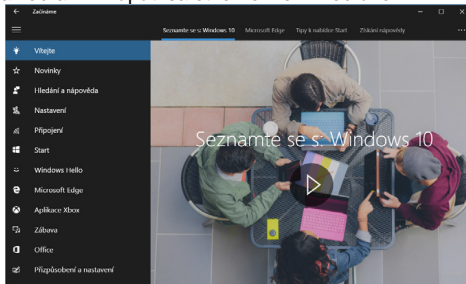 Začínáme
Seznamte se s: Windows 10 Microsoft Edge Tipy k nabídce Start Získání nápovědy
Vítejte
Novinky
Hledání a nápověda
Nastavení
Připojení
Start
Windows Hello
Microsoft Edge
Aplikace Xbox
Zábava
Office
Přizpůsobení a nastavení
Seznamte se s: Windows 10